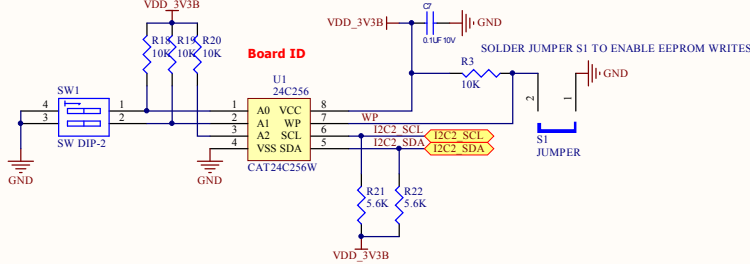 VDD_3V3B
C7
VDD_3V3B
GND
0.1UF10V
R18 R19 R20
10K 10K 10K
Board ID
SOLDER JUMPER S1 TO ENABLE EEPROM WRITES
R3
10K
GND
U1
24C256
SW1
4 1
3 2
SW DIP-2
1 A0 VCC 8
2 A1 WP 7 WP
3 A2 SCL 6 I2C2_SCL I2C2_SCL
4 VSS SDA 5 I2C2_SDA I2C2_SDA
CAT24C256W
2 1
S1
JUMPER
GND
GND
R21 R22
5.6K 5.6K
VDD_3V3B